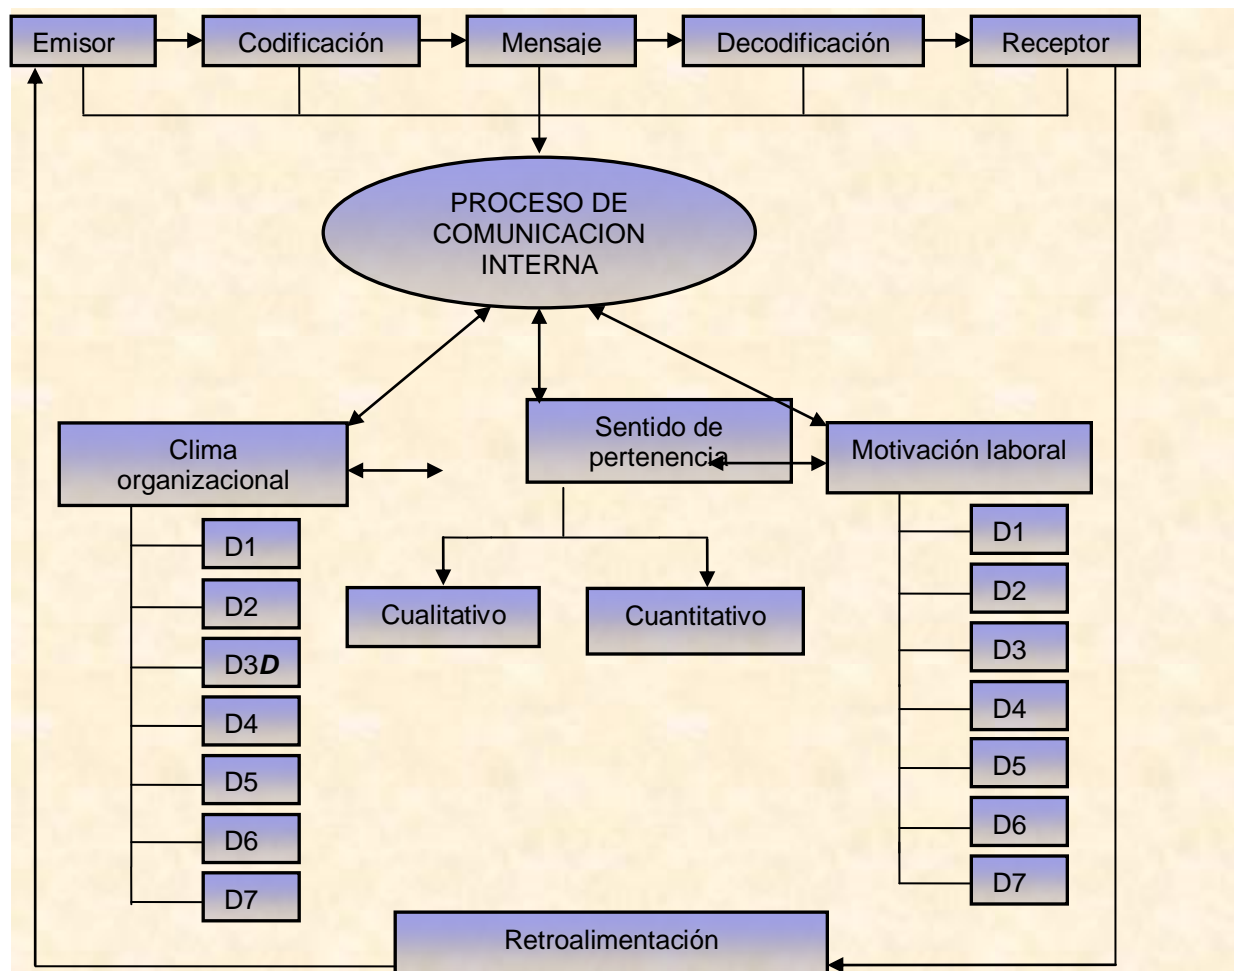 Emisor
Codificación
Mensaje
Decodificación
Receptor
PROCESO DE
COMUNICACION
INTERNA
Clima
organizacional
Sentido de
pertenencia
Motivación laboral
D1
D2
D3D
D4
D5
D6
D7
Cualitativo
Cuantitativo
D1
D2
D3
D4
D5
D6
D7
Retroalimentación